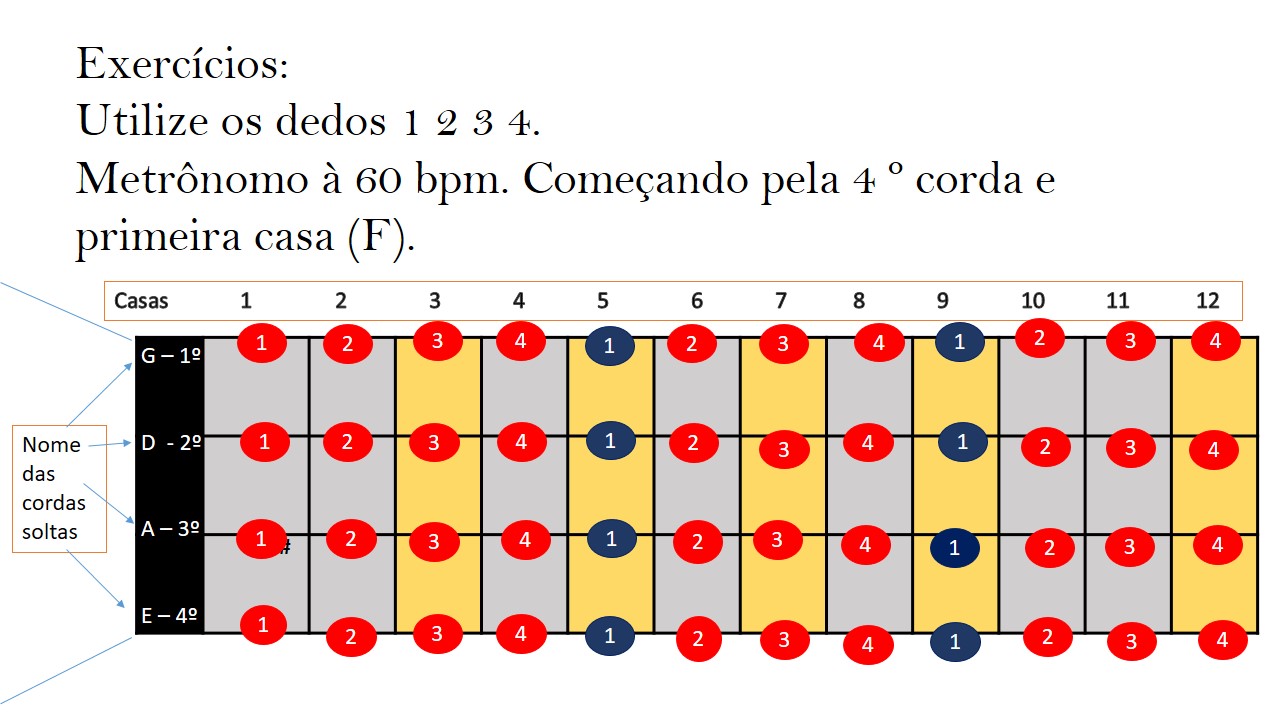 Exercícios:
Utilize os dedos 1 2 3 4.
Metrônomo à 60 bpm. Começando pela 4 º corda e
primeira casa (F).
Casas 1 2 3 4 5 6 7 8 9 10 11 12
G – 1º 1 2 3 4 1 2 3 4 1 2 3 4
D - 2º 1 2 3 4 1 2 3 4 1 2 3 4
A – 3º 1 # 2 3 4 1 2 3 4 1 2 3 4
E – 4º 1 2 3 4 1 2 3 4 1 2 3 4
Nome
das
cordas
soltas